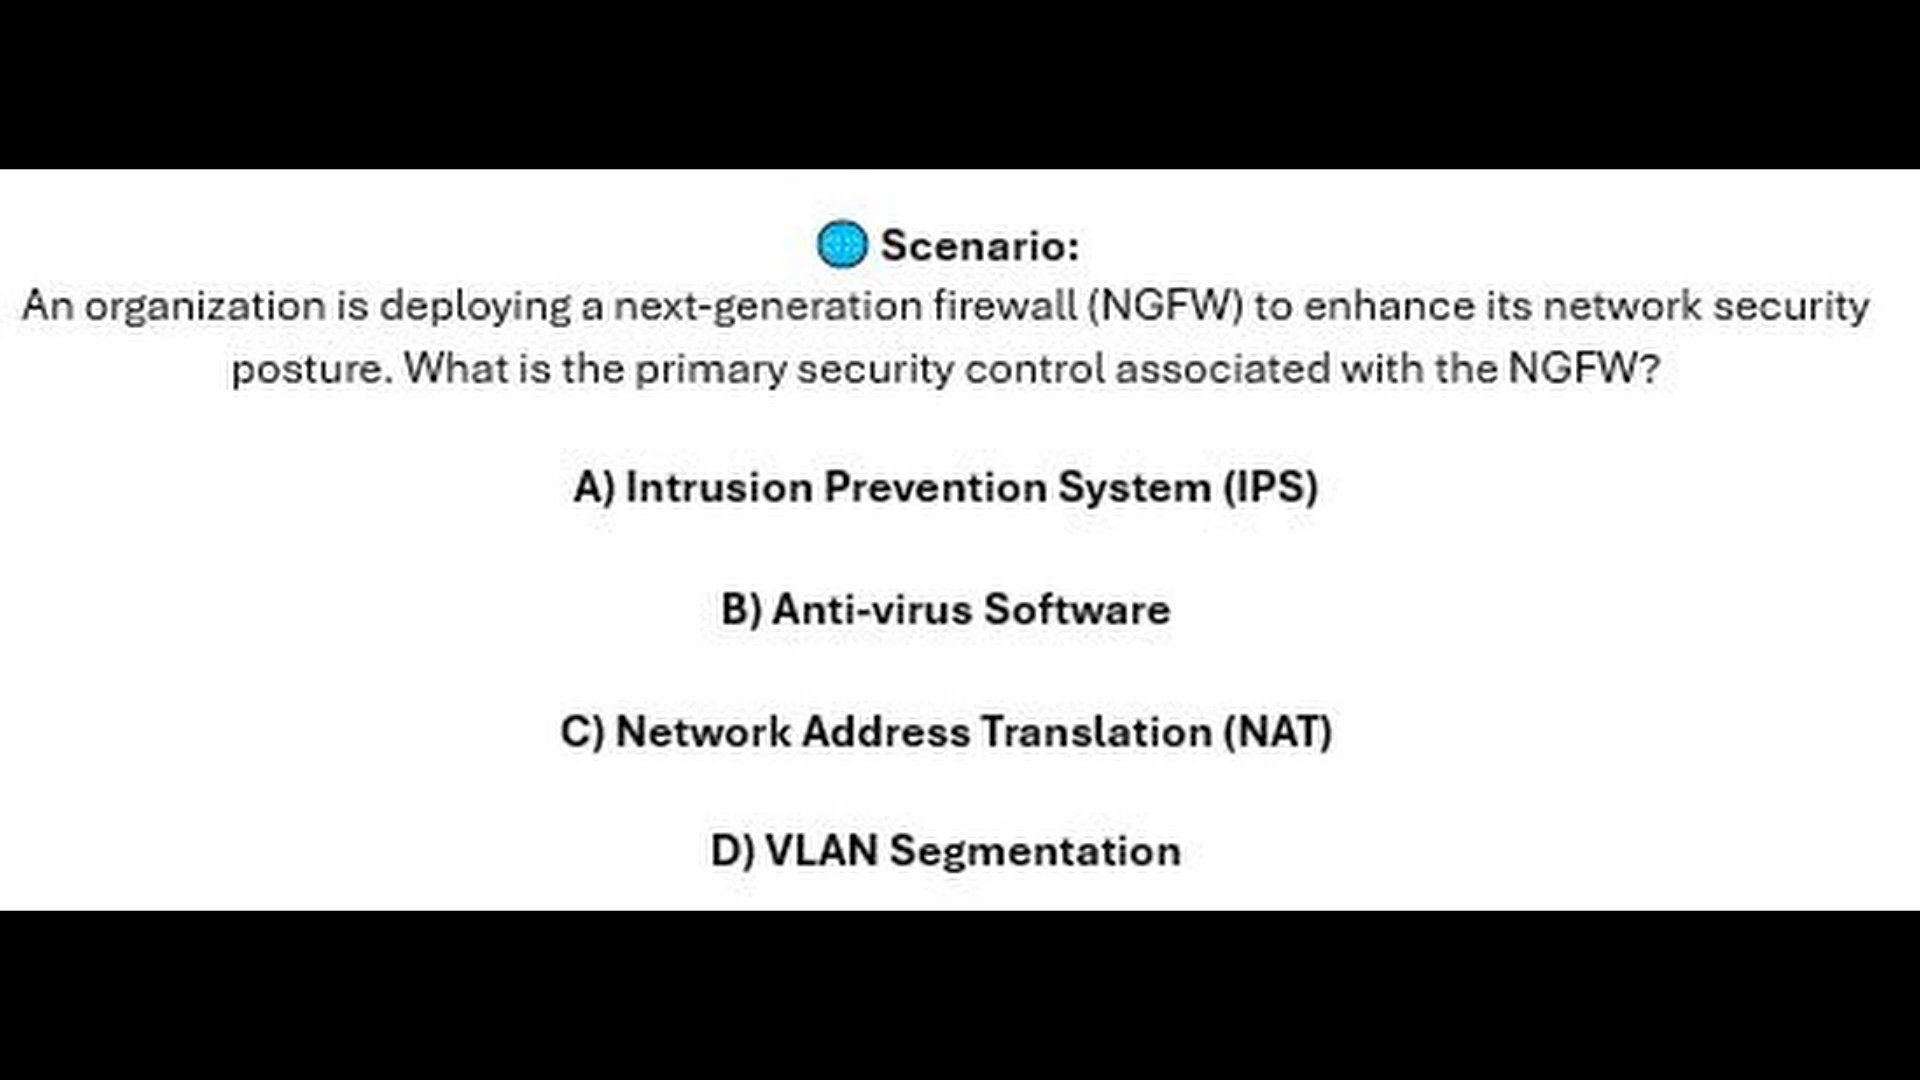 Scenario:
An organization is deploying a next-generation firewall (NGFW) to enhance its network security
posture. What is the primary security control associated with the NGFW?
A) Intrusion Prevention System (IPS)
B) Anti-virus Software
C) Network Address Translation (NAT)
D) VLAN Segmentation